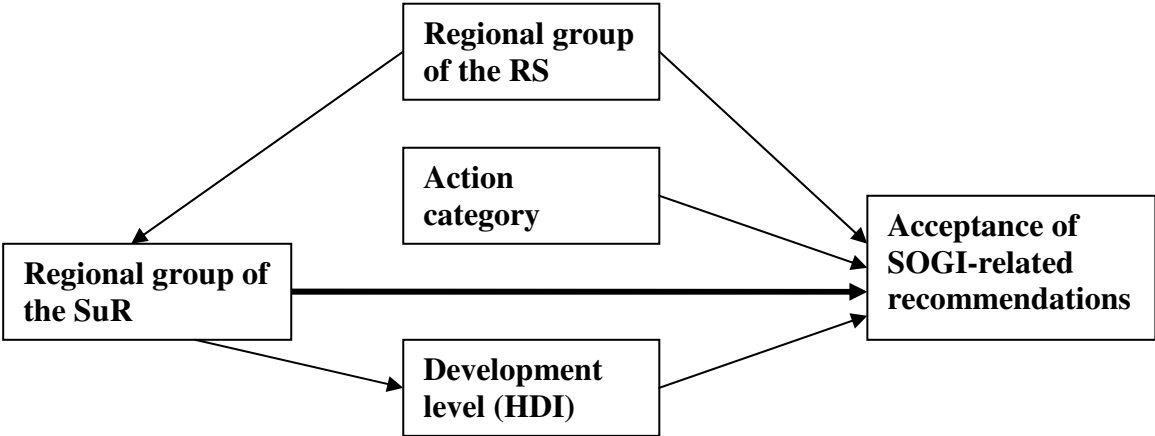 Regional group
of the RS
Action
category
Acceptance of
SOGI-related
recommendations
Regional group of
the SuR
Development
level (HDI)